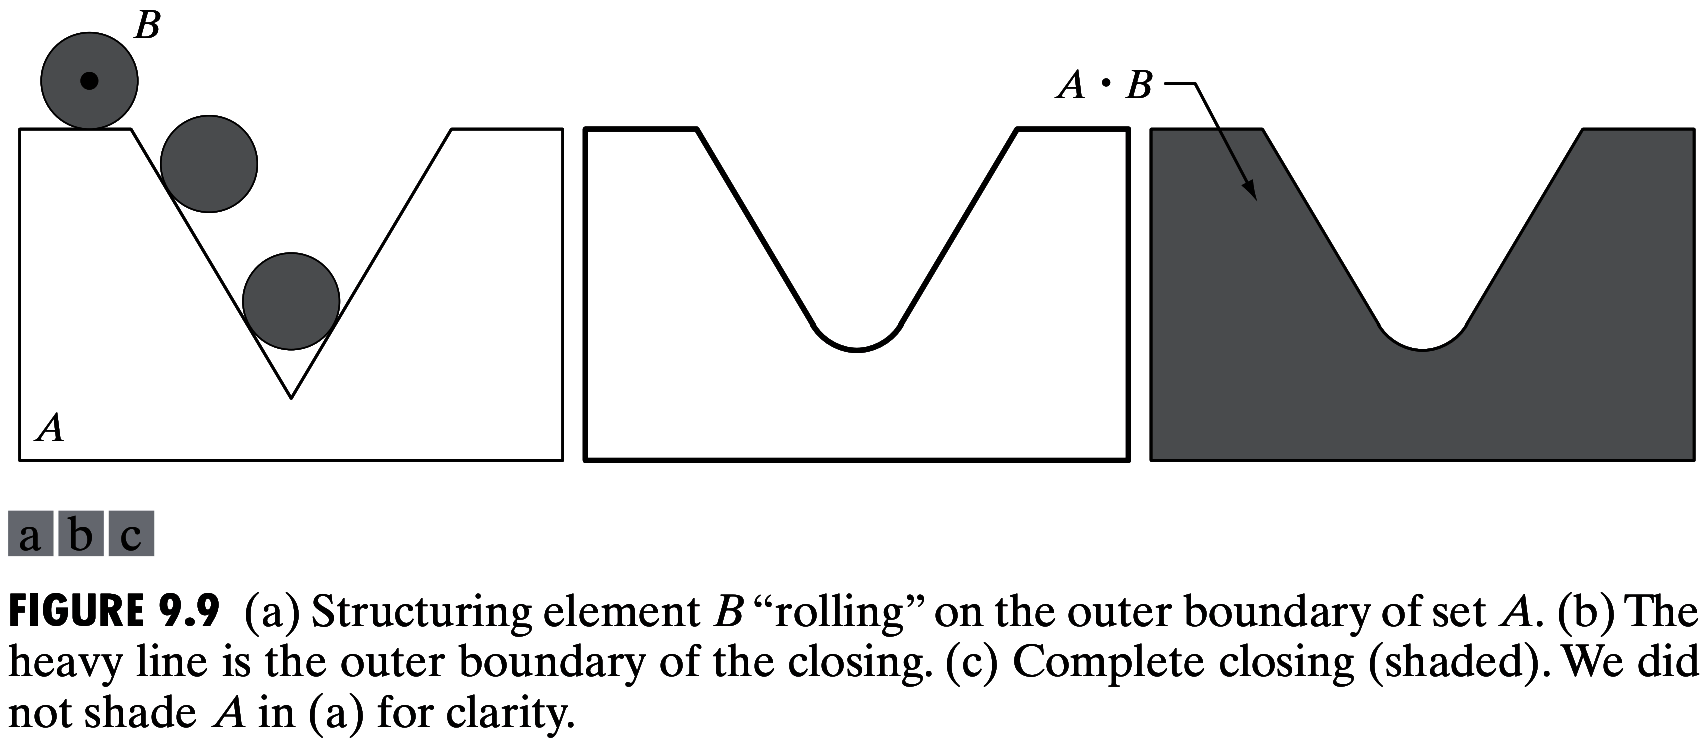 B
A · B
A
a b c
FIGURE 9.9 (a) Structuring element B “rolling” on the outer boundary of set A. (b) The
heavy line is the outer boundary of the closing. (c) Complete closing (shaded). We did
not shade A in (a) for clarity.